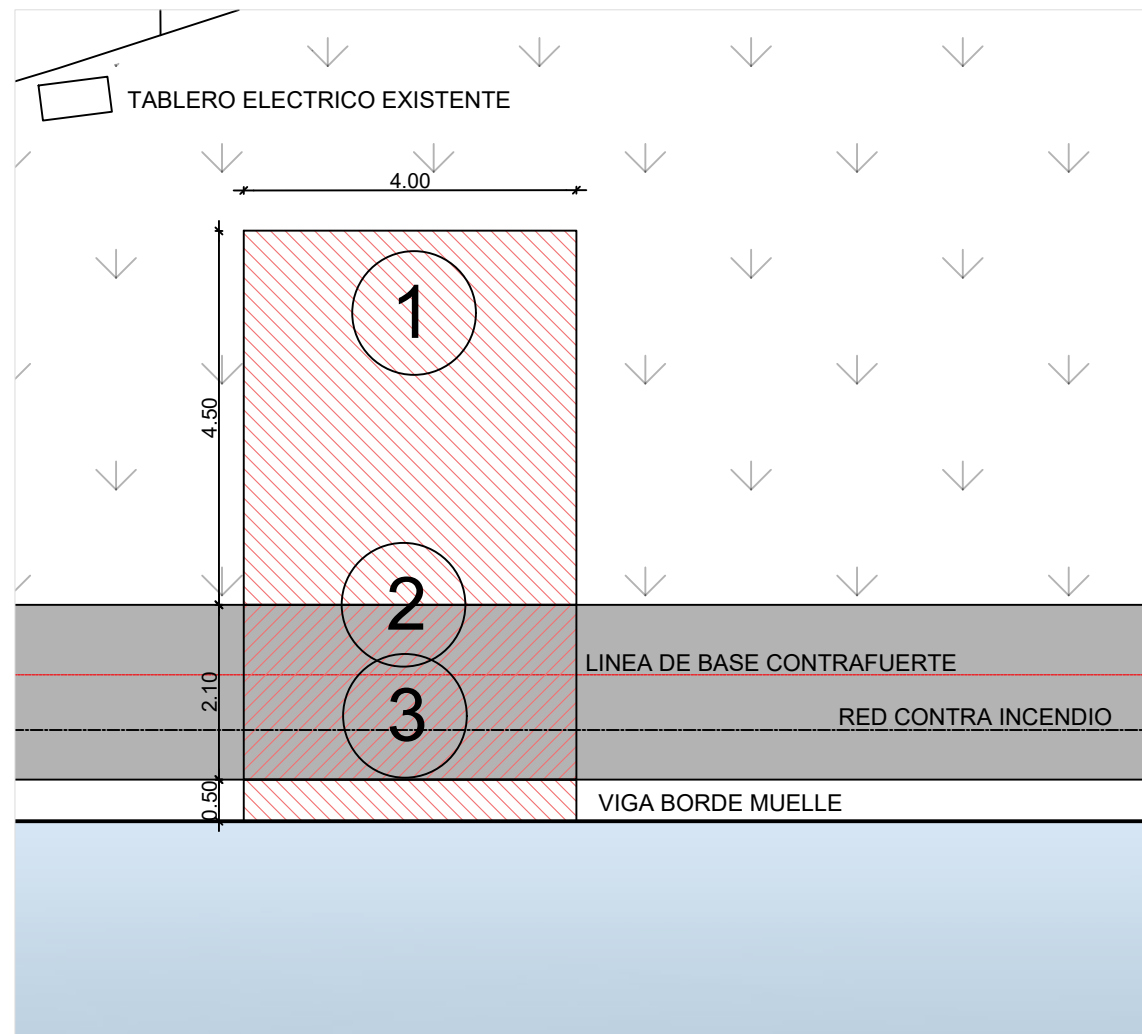 TABLERO ELECTRICO EXISTENTE
4.00
1
4.50
2
LINEA DE BASE CONTRAFUERTE
2.10
3
RED CONTRA INCENDIO
0.50
VIGA BORDE MUELLE